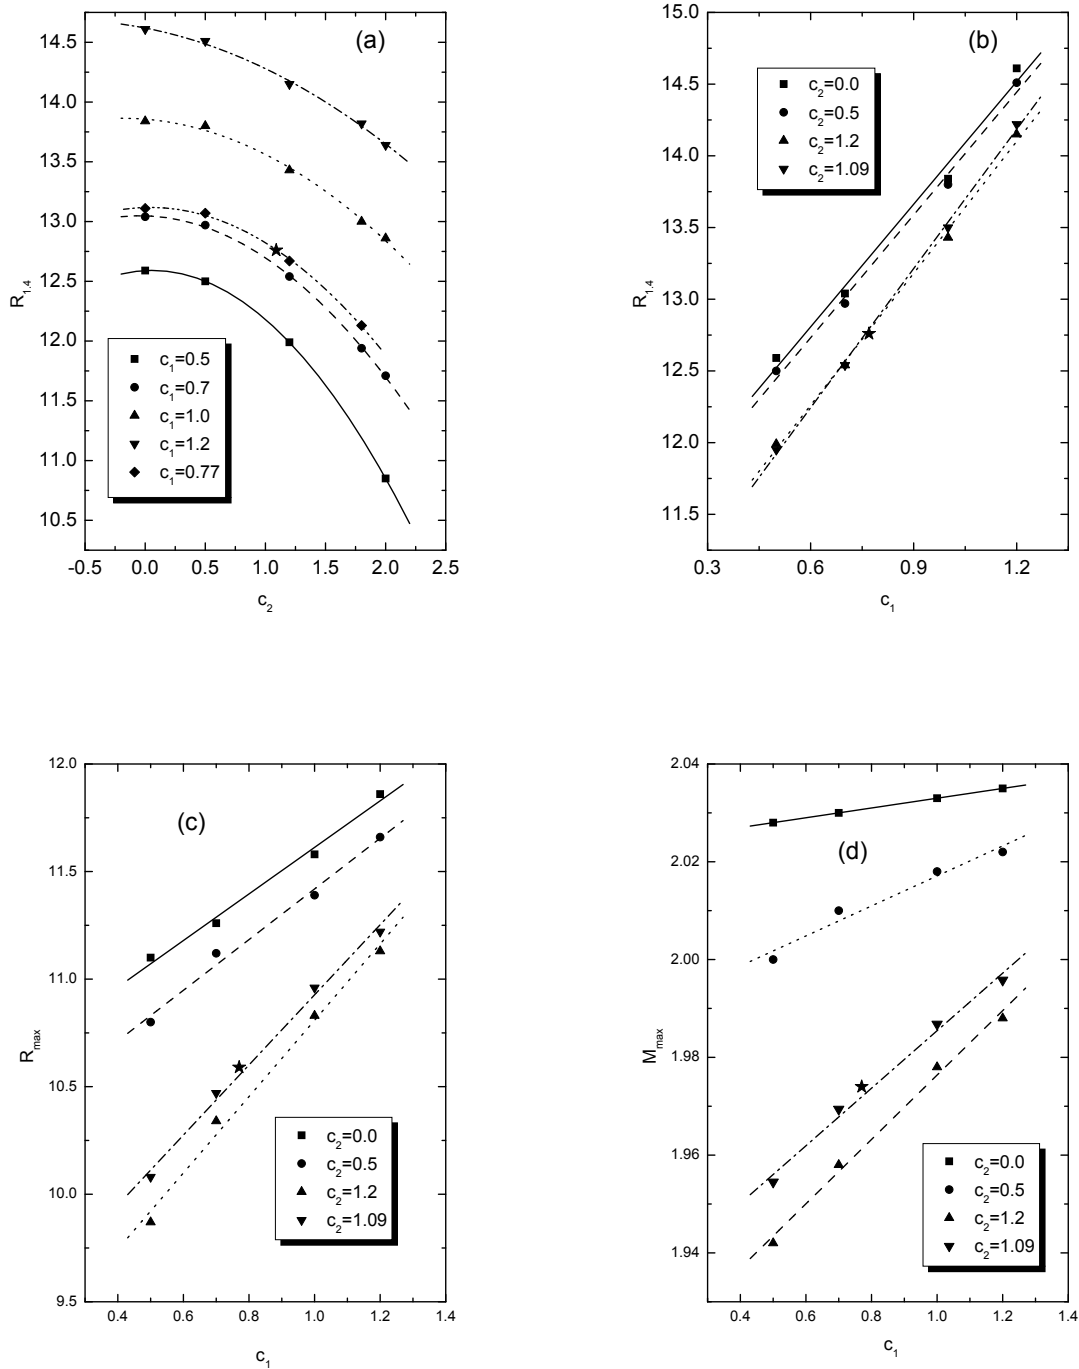 (a)
14.5
14.0
13.5
13.0
12.5
12.0
11.5
11.0
10.5
R1.4
c1=0.5
c1=0.7
c1=1.0
c1=1.2
c1=0.77
-0.5 0.0 0.5 1.0 1.5 2.0 2.5
c2
(b)
15.0
14.5
14.0
13.5
13.0
12.5
12.0
11.5
R1.4
c2=0.0
c2=0.5
c2=1.2
c2=1.09
0.3 0.6 0.9 1.2
c1
(c)
12.0
11.5
11.0
10.5
10.0
9.5
Rmax
c2=0.0
c2=0.5
c2=1.2
c2=1.09
0.4 0.6 0.8 1.0 1.2 1.4
c1
(d)
2.04
2.02
2.00
1.98
1.96
1.94
Mmax
c2=0.0
c2=0.5
c2=1.2
c2=1.09
0.4 0.6 0.8 1.0 1.2 1.4
c1